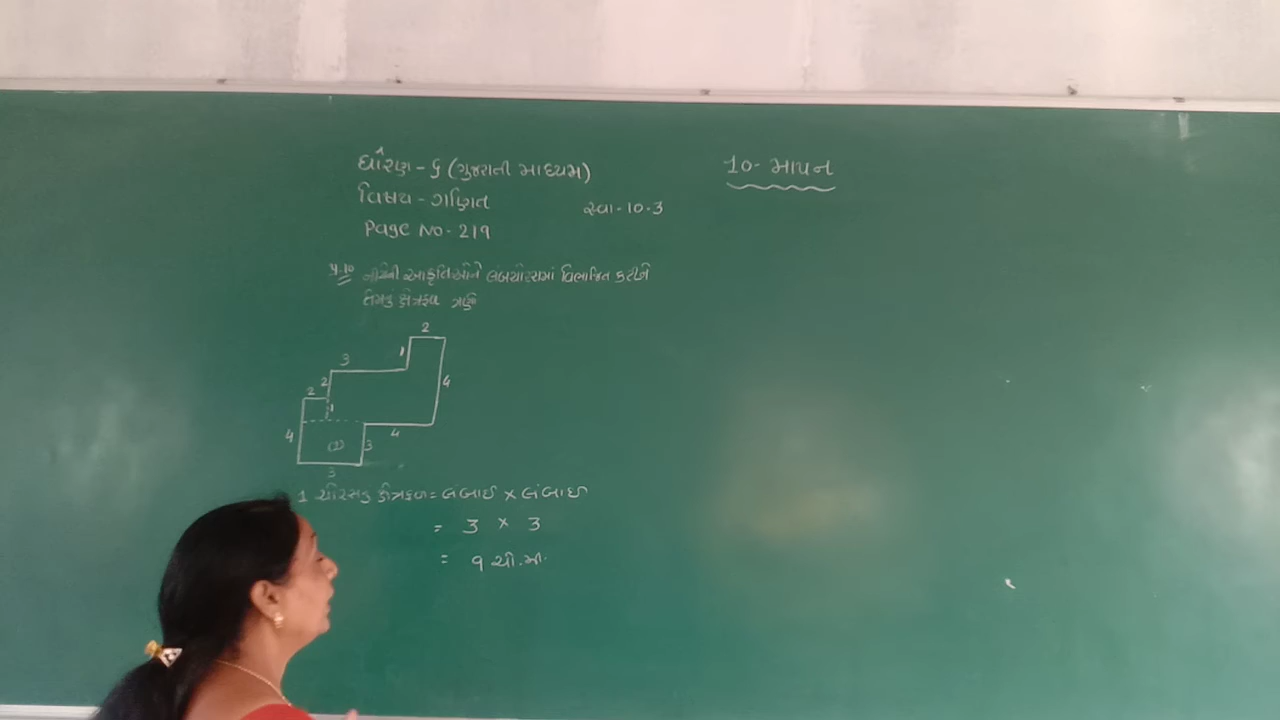 ધોરણ - ૬ (ગુજરાતી માધ્યમ)
વિષય - ગણિત
Page No - 219
સ્વા - 10.3
10 - માપન
પ્ર.10 નીચેની આકૃતિઓને લંબચોરસમાં વિભાજિત કરીને
તેમનું ક્ષેત્રફળ ગણો
2
1
3
2
2
1
4
4
4
3
(1)
3
1 ચોરસનું ક્ષેત્રફળ = લંબાઈ × લંબાઈ
= 3 × 3
= 9 ચો.મી.